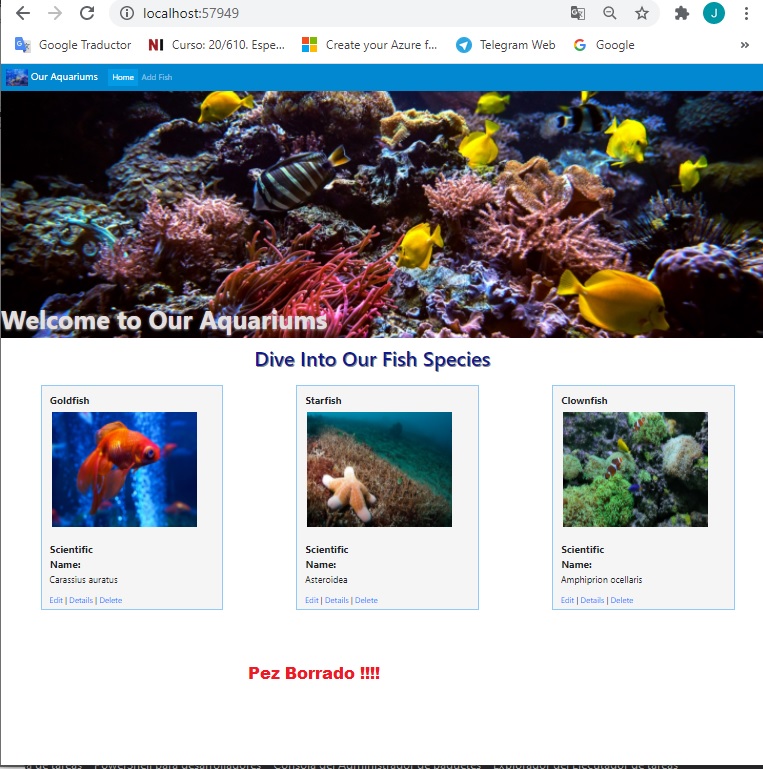 localhost:57949
Google Traductor
Curso: 20/610. Espe...
Create your Azure f...
Telegram Web
Google
»
Our Aquariums
Home
Add Fish
Welcome to Our Aquariums
Dive Into Our Fish Species
Goldfish
Starfish
Clownfish
Scientific
Name:
Carassius auratus
Scientific
Name:
Asteroidea
Scientific
Name:
Amphiprion ocellaris
Edit | Details | Delete
Edit | Details | Delete
Edit | Details | Delete
Pez Borrado !!!!